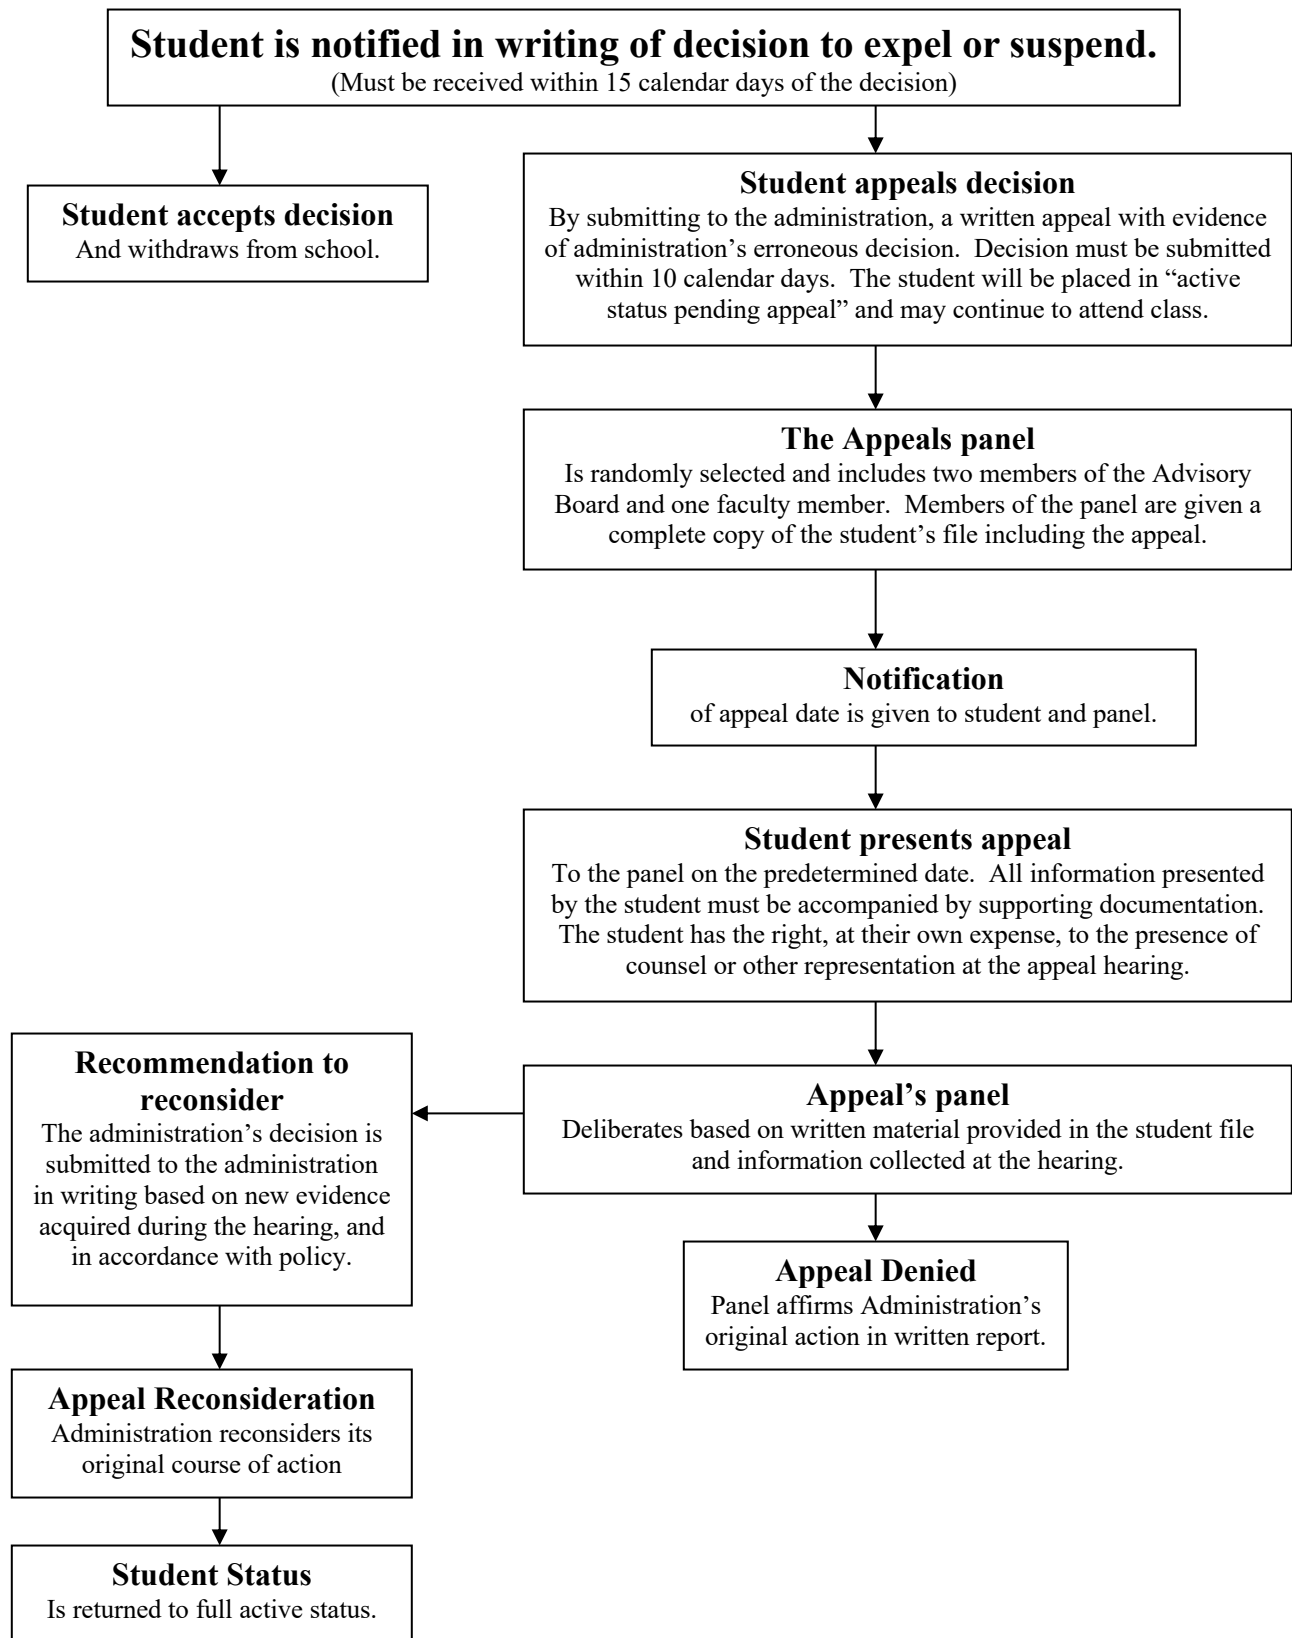 Student is notified in writing of decision to expel or suspend.
(Must be received within 15 calendar days of the decision)
Student accepts decision
And withdraws from school.
Student appeals decision
By submitting to the administration, a written appeal with evidence
of administration’s erroneous decision.  Decision must be submitted
within 10 calendar days.  The student will be placed in “active
status pending appeal” and may continue to attend class.
The Appeals panel
Is randomly selected and includes two members of the Advisory
Board and one faculty member.  Members of the panel are given a
complete copy of the student’s file including the appeal.
Notification
of appeal date is given to student and panel.
Student presents appeal
To the panel on the predetermined date.  All information presented
by the student must be accompanied by supporting documentation.
The student has the right, at their own expense, to the presence of
counsel or other representation at the appeal hearing.
Appeal’s panel
Deliberates based on written material provided in the student file
and information collected at the hearing.
Recommendation to
reconsider
The administration’s decision is
submitted to the administration
in writing based on new evidence
acquired during the hearing, and
in accordance with policy.
Appeal Denied
Panel affirms Administration’s
original action in written report.
Appeal Reconsideration
Administration reconsiders its
original course of action
Student Status
Is returned to full active status.